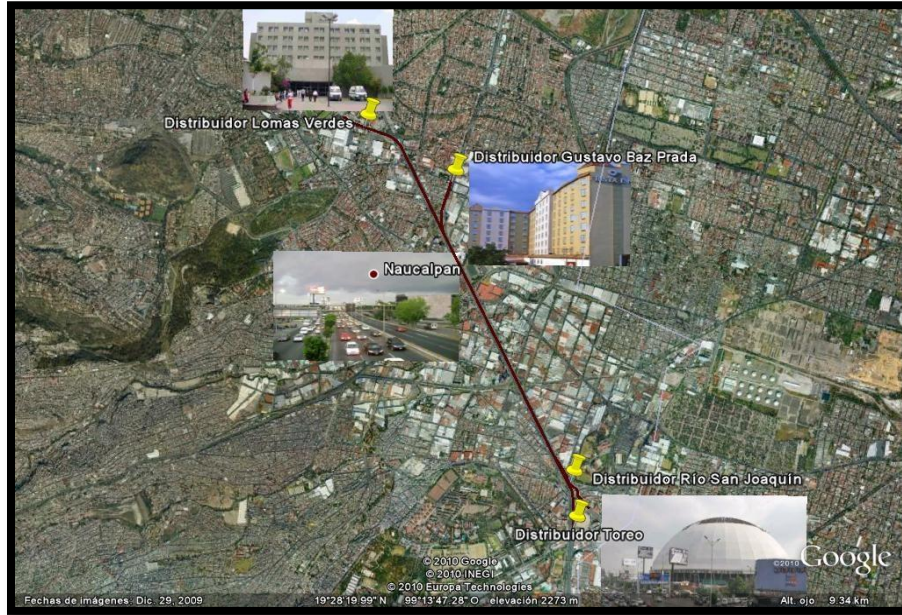 Distribuidor Lomas Verdes
Distribuidor Gustavo Baz Prada
Naucalpan
Distribuidor Río San Joaquín
Distribuidor Toreo
© 2010 Google
© 2010 INEGI
© 2010 Europa Technologies
©2010 Google
Fechas de imágenes: Dic. 29, 2009 19°28'19.99" N 99°13'47.28" O elevación 2273 m Alt. ojo 9.34 km